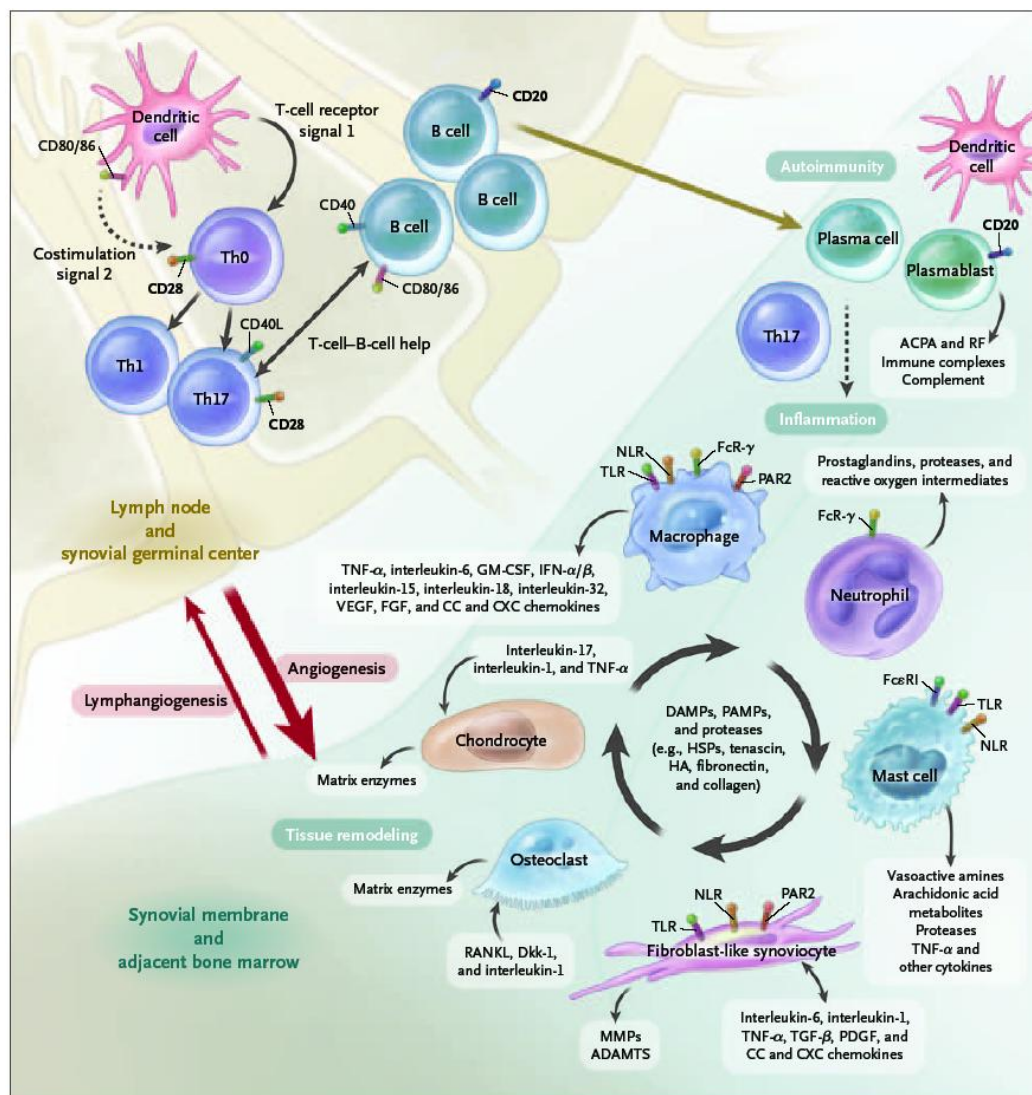 Dendritic
cell
CD80/86
T-cell receptor
signal 1
Costimulation
signal 2
CD28
Th0
Th1
Th17
CD40L
CD28
T-cell–B-cell help
CD40
B cell
CD80/86
B cell
B cell
CD20
Autoimmunity
Dendritic
cell
Plasma cell
CD20
Plasmablast
Th17
ACPA and RF
Immune complexes
Complement
Inflammation
Lymph node
and
synovial germinal center
NLR
FcR-γ
TLR
PAR2
Macrophage
Prostaglandins, proteases, and
reactive oxygen intermediates
FcR-γ
Neutrophil
TNF-α, interleukin-6, GM-CSF, IFN-α/β,
interleukin-15, interleukin-18, interleukin-32,
VEGF, FGF, and CC and CXC chemokines
Angiogenesis
Lymphangiogenesis
Interleukin-17,
interleukin-1, and TNF-α
Chondrocyte
Matrix enzymes
DAMPs, PAMPs,
and proteases
(e.g., HSPs, tenascin,
HA, fibronectin,
and collagen)
FcεRI
TLR
NLR
Mast cell
Tissue remodeling
Osteoclast
Matrix enzymes
RANKL, Dkk-1,
and interleukin-1
Synovial membrane
and
adjacent bone marrow
NLR
PAR2
TLR
Fibroblast-like synoviocyte
Vasoactive amines
Arachidonic acid
metabolites
Proteases
TNF-α and
other cytokines
MMPs
ADAMTS
Interleukin-6, interleukin-1,
TNF-α, TGF-β, PDGF, and
CC and CXC chemokines